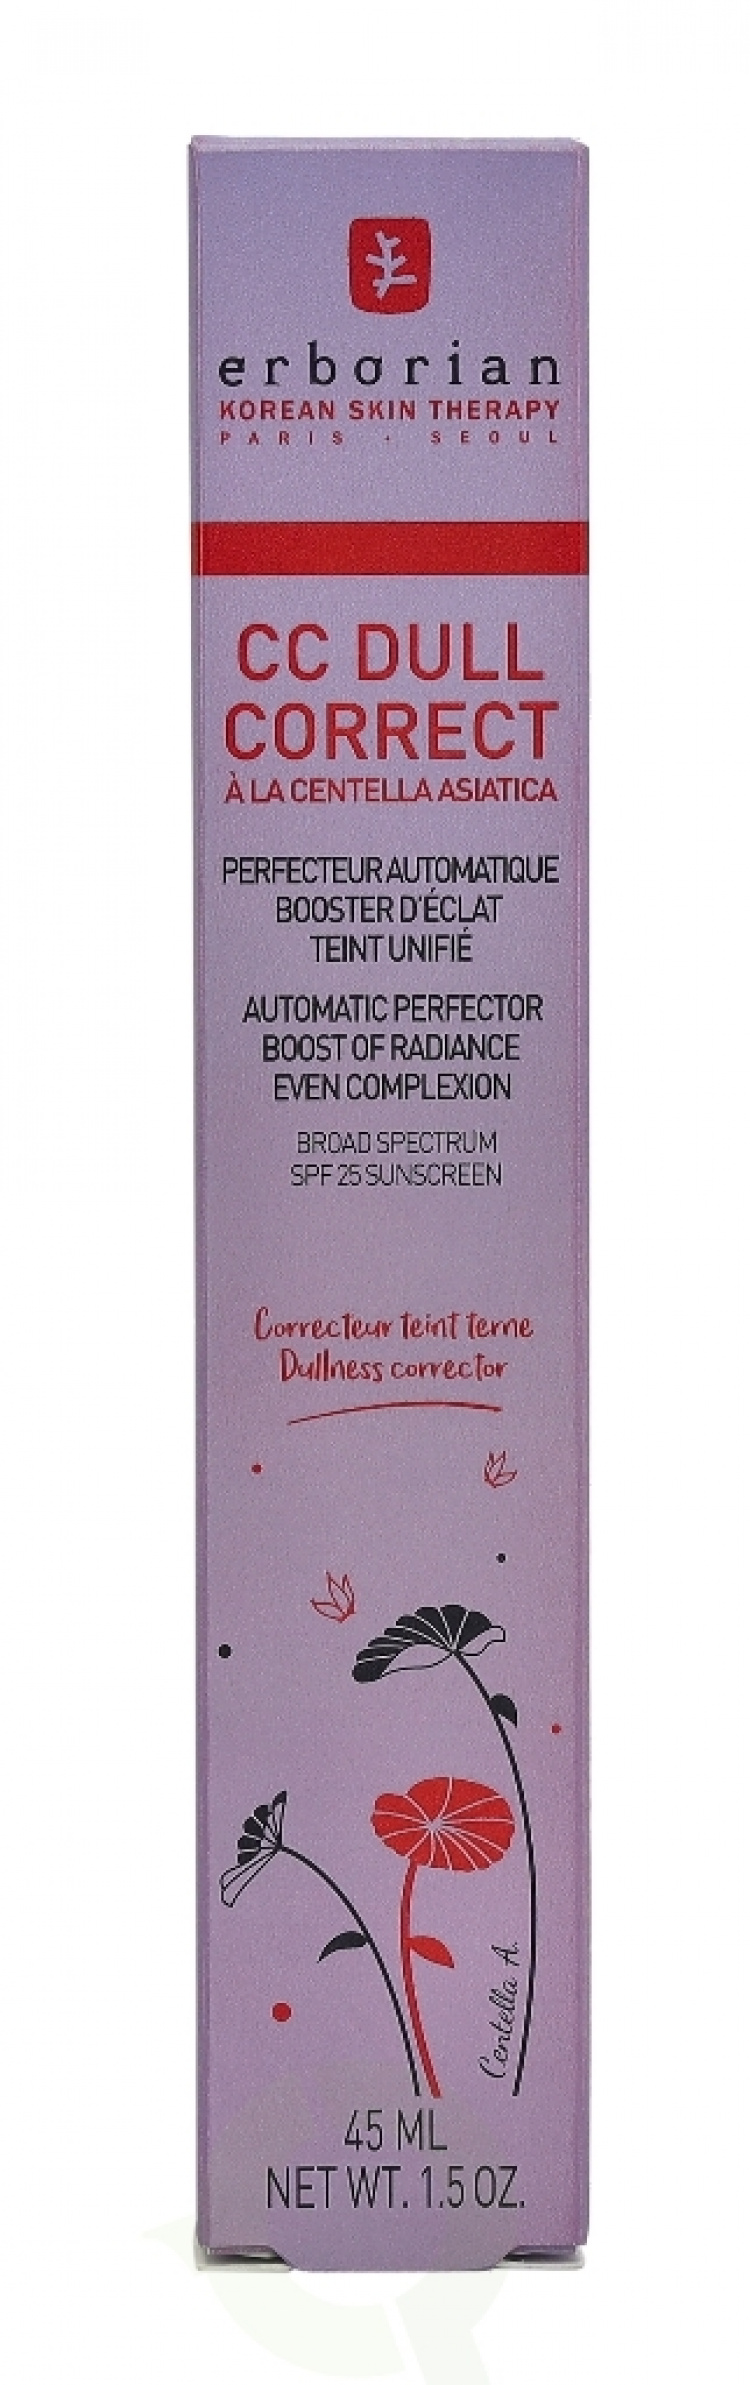 erborian
KOREAN SKIN THERAPY
PARIS · SEOUL
CC DULL
CORRECT
À LA CENTELLA ASIATICA
PERFECTEUR AUTOMATIQUE
BOOSTER D'ÉCLAT
TEINT UNIFIÉ
AUTOMATIC PERFECTOR
BOOST OF RADIANCE
EVEN COMPLEXION
BROAD SPECTRUM
SPF 25 SUNSCREEN
Correcteur teint terne
Dullness corrector
Centella A.
45 ML
NET WT. 1.5 OZ.